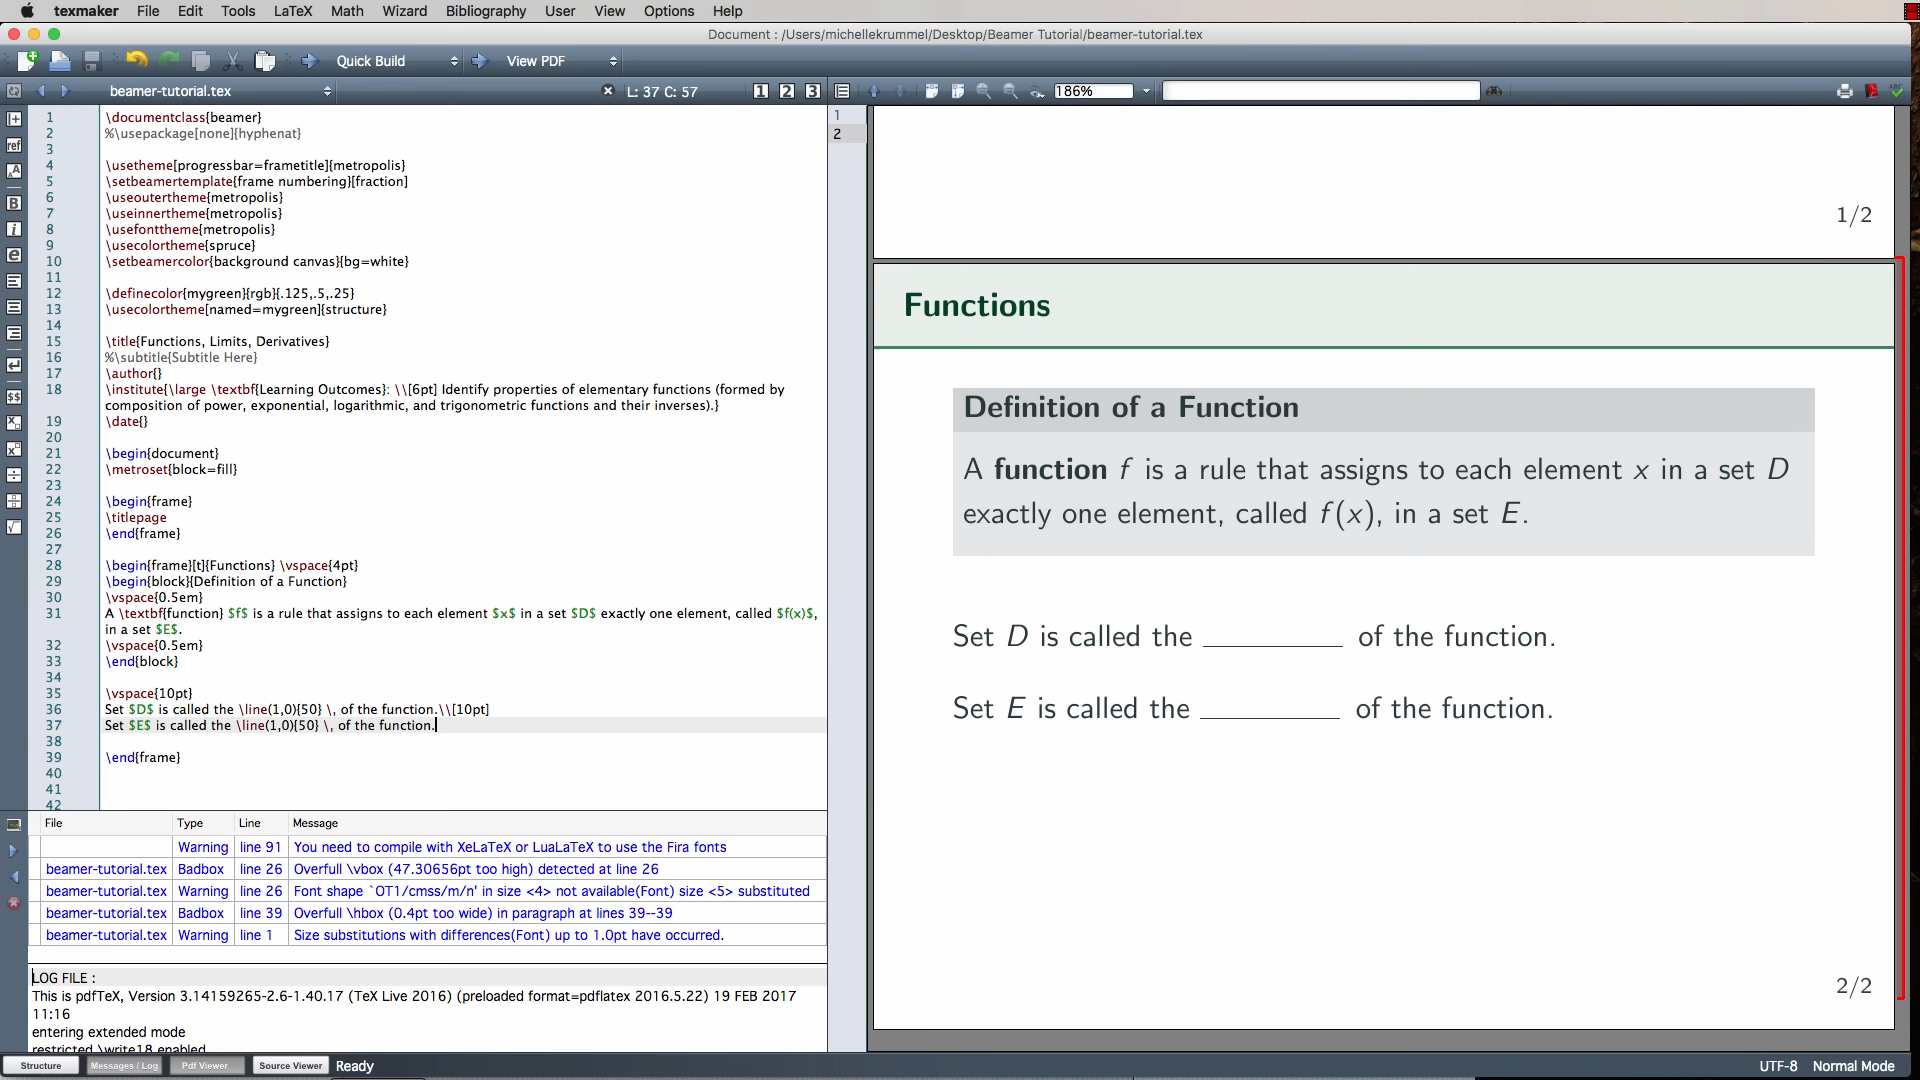 texmaker File Edit Tools LaTeX Math Wizard Bibliography User View Options Help
Document : /Users/michellekrummel/Desktop/Beamer Tutorial/beamer-tutorial.tex
Quick Build View PDF
beamer-tutorial.tex L: 37 C: 57 1 2 3 186%
1 \documentclass{beamer}
2 %\usepackage[none]{hyphenat}
3
4 \usetheme[progressbar=frametitle]{metropolis}
5 \setbeamertemplate{frame numbering}[fraction]
6 \useoutertheme{metropolis}
7 \useinnertheme{metropolis}
8 \usefonttheme{metropolis}
9 \usecolortheme{spruce}
10 \setbeamercolor{background canvas}{bg=white}
11
12 \definecolor{mygreen}{rgb}{.125,.5,.25}
13 \usecolortheme[named=mygreen]{structure}
14
15 \title{Functions, Limits, Derivatives}
16 %\subtitle{Subtitle Here}
17 \author{}
18 \institute{\large \textbf{Learning Outcomes}: \\[6pt] Identify properties of elementary functions (formed by
composition of power, exponential, logarithmic, and trigonometric functions and their inverses).}
19 \date{}
20
21 \begin{document}
22 \metroset{block=fill}
23
24 \begin{frame}
25 \titlepage
26 \end{frame}
27
28 \begin{frame}[t]{Functions} \vspace{4pt}
29 \begin{block}{Definition of a Function}
30 \vspace{0.5em}
31 A \textbf{function} $f$ is a rule that assigns to each element $x$ in a set $D$ exactly one element, called $f(x)$,
in a set $E$.
32 \vspace{0.5em}
33 \end{block}
34
35 \vspace{10pt}
36 Set $D$ is called the \line(1,0){50} \, of the function.\\[10pt]
37 Set $E$ is called the \line(1,0){50} \, of the function.
38
39 \end{frame}
40
41
42
1
2
1/2
Functions
Definition of a Function
A function f is a rule that assigns to each element x in a set D
exactly one element, called f(x), in a set E.
Set D is called the __________ of the function.
Set E is called the __________ of the function.
2/2
File Type Line Message
Warning line 91 You need to compile with XeLaTeX or LuaLaTeX to use the Fira fonts
beamer-tutorial.tex Badbox line 26 Overfull \vbox (47.30656pt too high) detected at line 26
beamer-tutorial.tex Warning line 26 Font shape `OT1/cmss/m/n' in size <4> not available(Font) size <5> substituted
beamer-tutorial.tex Badbox line 39 Overfull \hbox (0.4pt too wide) in paragraph at lines 39--39
beamer-tutorial.tex Warning line 1 Size substitutions with differences(Font) up to 1.0pt have occurred.
LOG FILE :
This is pdfTeX, Version 3.14159265-2.6-1.40.17 (TeX Live 2016) (preloaded format=pdflatex 2016.5.22) 19 FEB 2017
11:16
entering extended mode
restricted \write18 enabled
Structure Messages / Log Pdf Viewer Source Viewer Ready UTF-8 Normal Mode